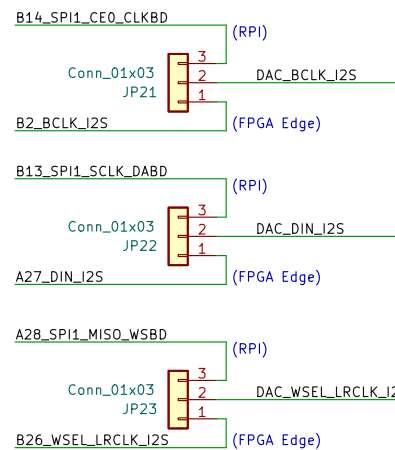 B14_SPI1_CE0_CLKBD
(RPI)
Conn_01x03
JP21
3
2
1
DAC_BCLK_I2S
B2_BCLK_I2S
(FPGA Edge)
B13_SPI1_SCLK_DABD
(RPI)
Conn_01x03
JP22
3
2
1
DAC_DIN_I2S
A27_DIN_I2S
(FPGA Edge)
A28_SPI1_MISO_WSBD
(RPI)
Conn_01x03
JP23
3
2
1
DAC_WSEL_LRCLK_I2
B26_WSEL_LRCLK_I2S
(FPGA Edge)